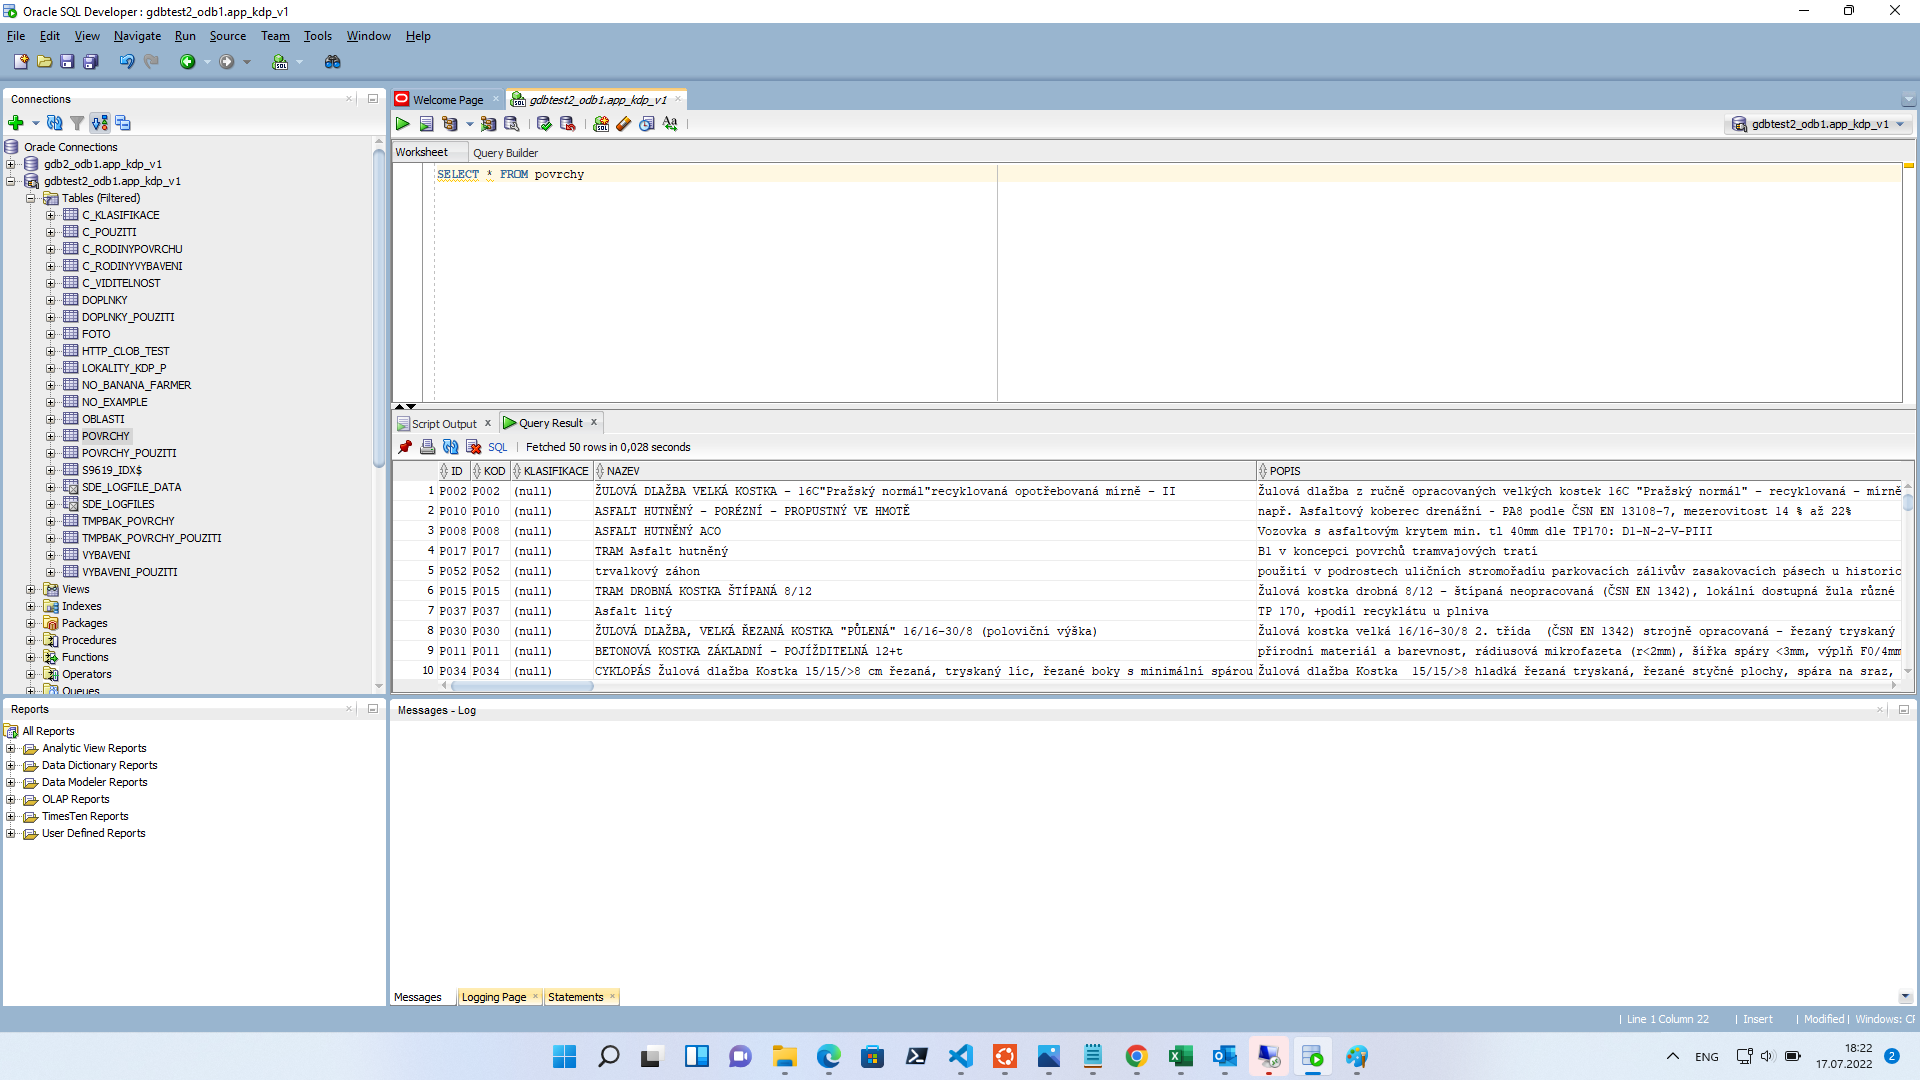 Oracle SQL Developer : gdbtest2_odb1.app_kdp_v1
File Edit View Navigate Run Source Team Tools Window Help
Connections
Oracle Connections
gdb2_odb1.app_kdp_v1
gdbtest2_odb1.app_kdp_v1
Tables (Filtered)
C_KLASIFIKACE
C_POUZITI
C_RODINYPOVRCHU
C_RODINYVYBAVENI
C_VIDITELNOST
DOPLNKY
DOPLNKY_POUZITI
FOTO
HTTP_CLOB_TEST
LOKALITY_KDP_P
NO_BANANA_FARMER
NO_EXAMPLE
OBLASTI
POVRCHY
POVRCHY_POUZITI
S9619_IDX$
SDE_LOGFILE_DATA
SDE_LOGFILES
TMPBAK_POVRCHY
TMPBAK_POVRCHY_POUZITI
VYBAVENI
VYBAVENI_POUZITI
Views
Indexes
Packages
Procedures
Functions
Operators
Queues
Reports
All Reports
Analytic View Reports
Data Dictionary Reports
Data Modeler Reports
OLAP Reports
TimesTen Reports
User Defined Reports
Welcome Page gdbtest2_odb1.app_kdp_v1
gdbtest2_odb1.app_kdp_v1
Worksheet Query Builder
SELECT * FROM povrchy
Script Output Query Result
SQL Fetched 50 rows in 0,028 seconds
ID KOD KLASIFIKACE NAZEV POPIS
1 P002 P002 (null) ŽULOVÁ DLAŽBA VELKÁ KOSTKA - 16C"Pražský normál"recyklovaná opotřebovaná mírně - II Žulová dlažba z ručně opracovaných velkých kostek 16C "Pražský normál" - recyklovaná - mírně
2 P010 P010 (null) ASFALT HUTNĚNÝ - PORÉZNÍ - PROPUSTNÝ VE HMOTĚ např. Asfaltový koberec drenážní - PA8 podle ČSN EN 13108-7, mezerovitost 14 % až 22%
3 P008 P008 (null) ASFALT HUTNĚNÝ ACO Vozovka s asfaltovým krytem min. tl 40mm dle TP170: D1-N-2-V-PIII
4 P017 P017 (null) TRAM Asfalt hutněný B1 v koncepci povrchů tramvajových tratí
5 P052 P052 (null) trvalkový záhon použití v podrostech uličních stromořadíu parkovacích zálivův zasakovacích pásech u historic
6 P015 P015 (null) TRAM DROBNÁ KOSTKA ŠTÍPANÁ 8/12 Žulová kostka drobná 8/12 - štípaná neopracovaná (ČSN EN 1342), lokální dostupná žula různé
7 P037 P037 (null) Asfalt litý TP 170, +podíl recyklátu u plniva
8 P030 P030 (null) ŽULOVÁ DLAŽBA, VELKÁ ŘEZANÁ KOSTKA "PŮLENÁ" 16/16-30/8 (poloviční výška) Žulová kostka velká 16/16-30/8 2. třída (ČSN EN 1342) strojně opracovaná - řezaný tryskaný
9 P011 P011 (null) BETONOVÁ KOSTKA ZÁKLADNÍ - POJÍŽDITELNÁ 12+t přírodní materiál a barevnost, rádiusová mikrofazeta (r<2mm), šířka spáry <3mm, výplň F0/4mm
10 P034 P034 (null) CYKLOPÁS Žulová dlažba Kostka 15/15/>8 cm řezaná, tryskaný líc, řezané boky s minimální spárou Žulová dlažba Kostka 15/15/>8 hladká řezaná tryskaná, řezané styčné plochy, spára na sraz,
Messages - Log
Messages Logging Page Statements
Line 1 Column 22 Insert Modified Windows: CF
ENG 18:22
17.07.2022 2